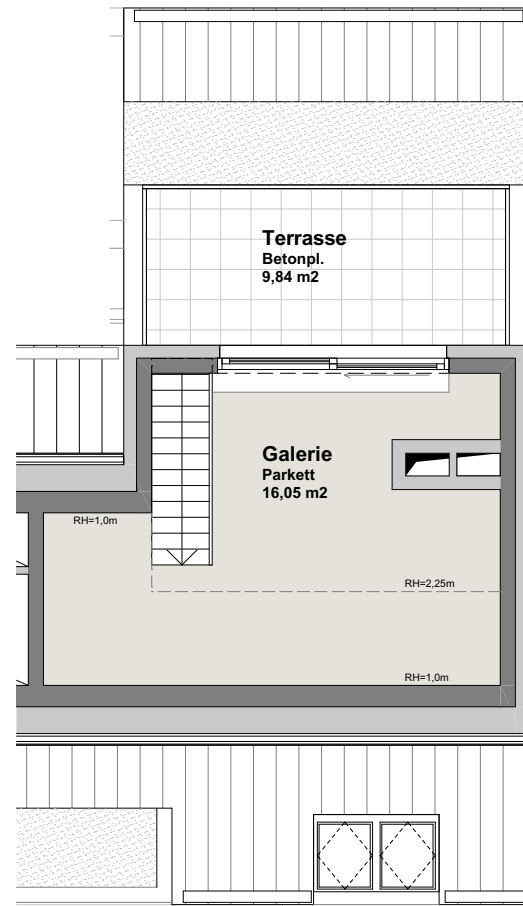 Terrasse
Betonpl.
9,84 m2
Galerie
Parkett
16,05 m2
RH=1,0m
RH=2,25m
RH=1,0m